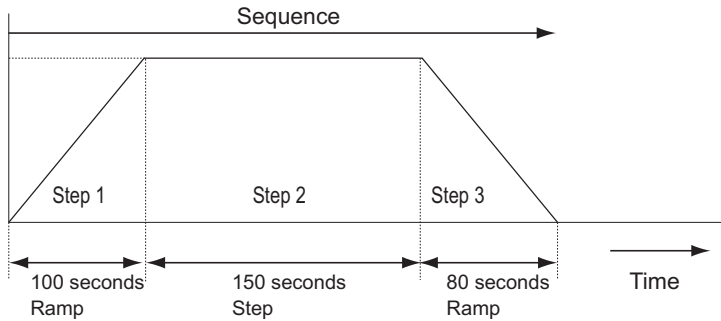 Sequence
Step 1
Step 2
Step 3
100 seconds
Ramp
150 seconds
Step
80 seconds
Ramp
Time